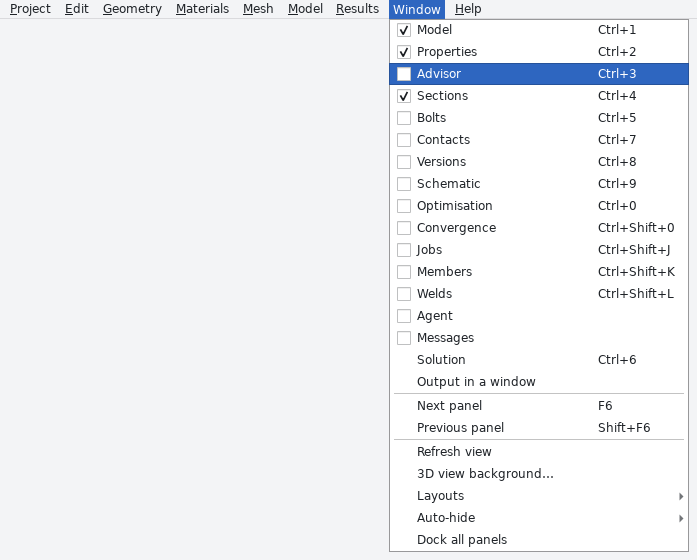 Project Edit Geometry Materials Mesh Model Results Window Help
Model Ctrl+1
Properties Ctrl+2
Advisor Ctrl+3
Sections Ctrl+4
Bolts Ctrl+5
Contacts Ctrl+7
Versions Ctrl+8
Schematic Ctrl+9
Optimisation Ctrl+0
Convergence Ctrl+Shift+0
Jobs Ctrl+Shift+J
Members Ctrl+Shift+K
Welds Ctrl+Shift+L
Agent
Messages
Solution Ctrl+6
Output in a window
Next panel F6
Previous panel Shift+F6
Refresh view
3D view background...
Layouts
Auto-hide
Dock all panels